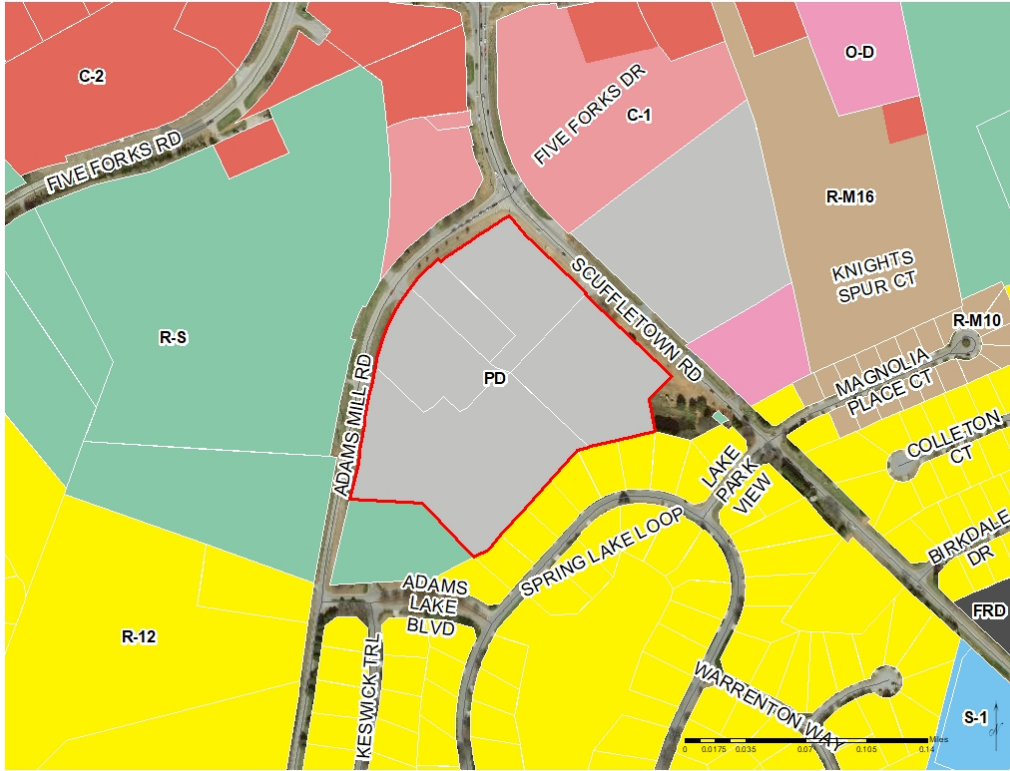 C-2
O-D
FIVE FORKS DR
C-1
FIVE FORKS RD
R-M16
KNIGHTS
SPUR CT
SCUFFLETOWN RD
R-S
R-M10
PD
MAGNOLIA
PLACE CT
ADAMS MILL RD
COLLETON
CT
LAKE
PARK
VIEW
SPRING LAKE LOOP
BIRKDALE
DR
ADAMS
LAKE
BLVD
FRD
R-12
KESWICK TRL
WARRENTON WAY
S-1
Miles
0 0.0175 0.035 0.07 0.105 0.14